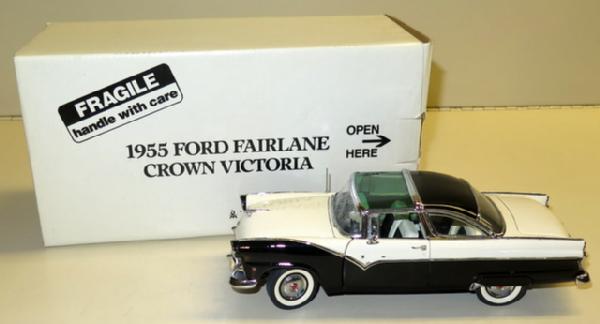 FRAGILE
handle with care
1955 FORD FAIRLANE
CROWN VICTORIA
OPEN
HERE